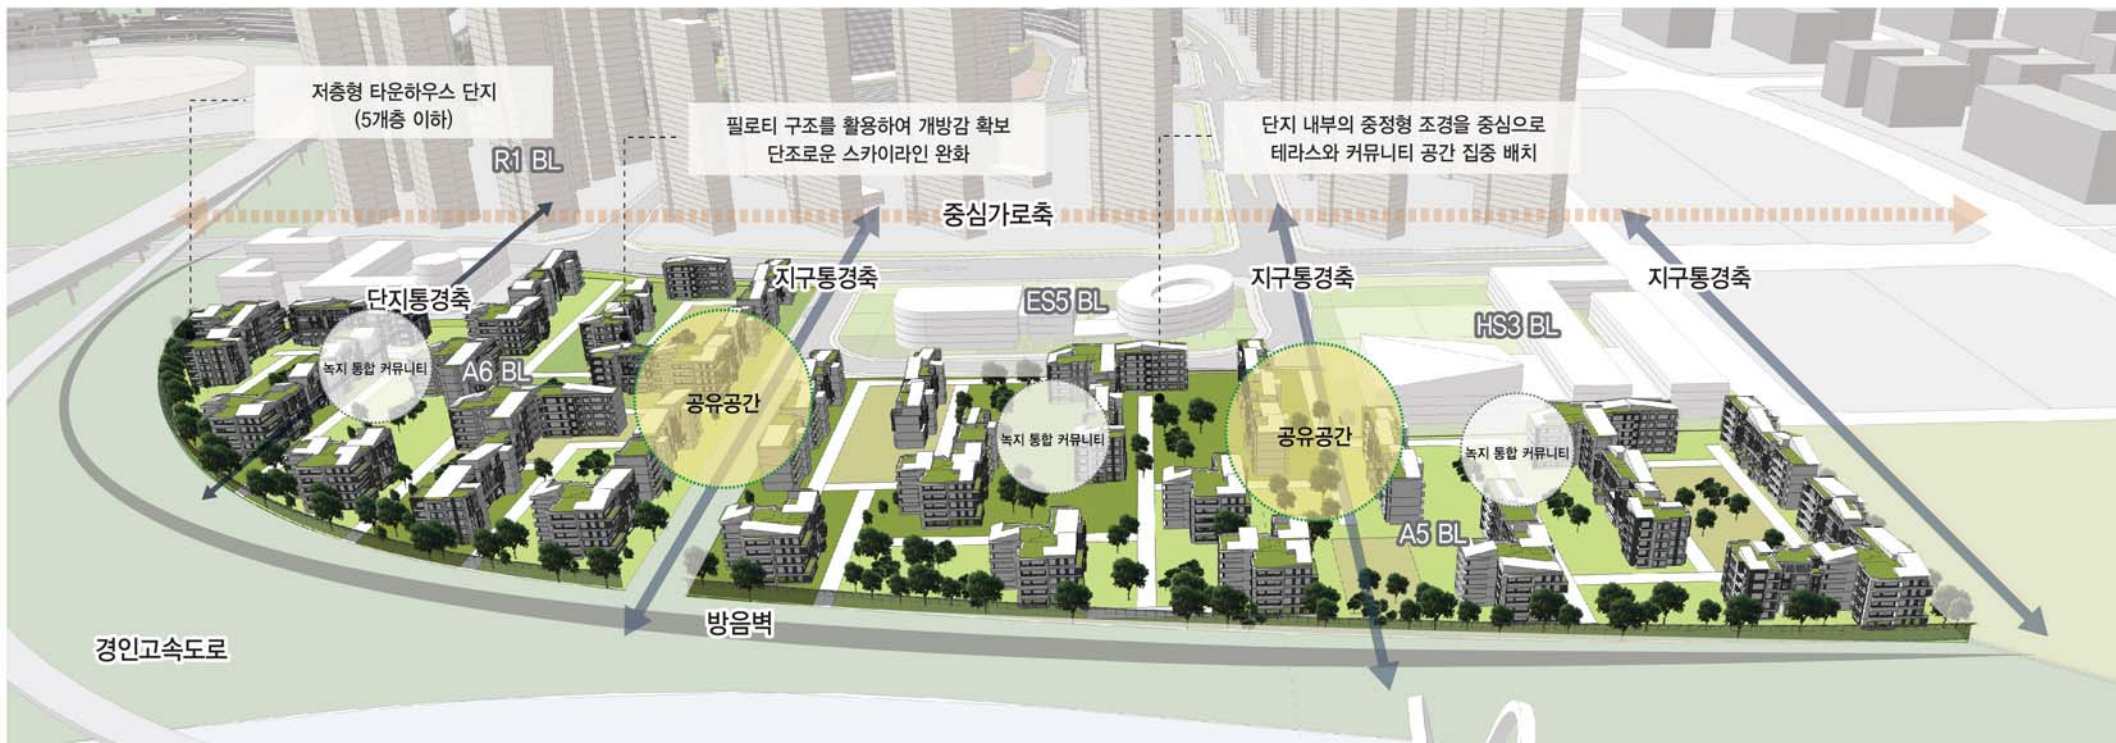 저층형 타운하우스 단지
(5개층 이하)
필로티 구조를 활용하여 개방감 확보
단조로운 스카이라인 완화
단지 내부의 중정형 조경을 중심으로
테라스와 커뮤니티 공간 집중 배치
R1 BL
중심가로축
단지통경축
지구통경축
지구통경축
지구통경축
ES5 BL
HS3 BL
녹지 통합 커뮤니티
A6 BL
공유공간
녹지 통합 커뮤니티
공유공간
녹지 통합 커뮤니티
A5 BL
방음벽
경인고속도로